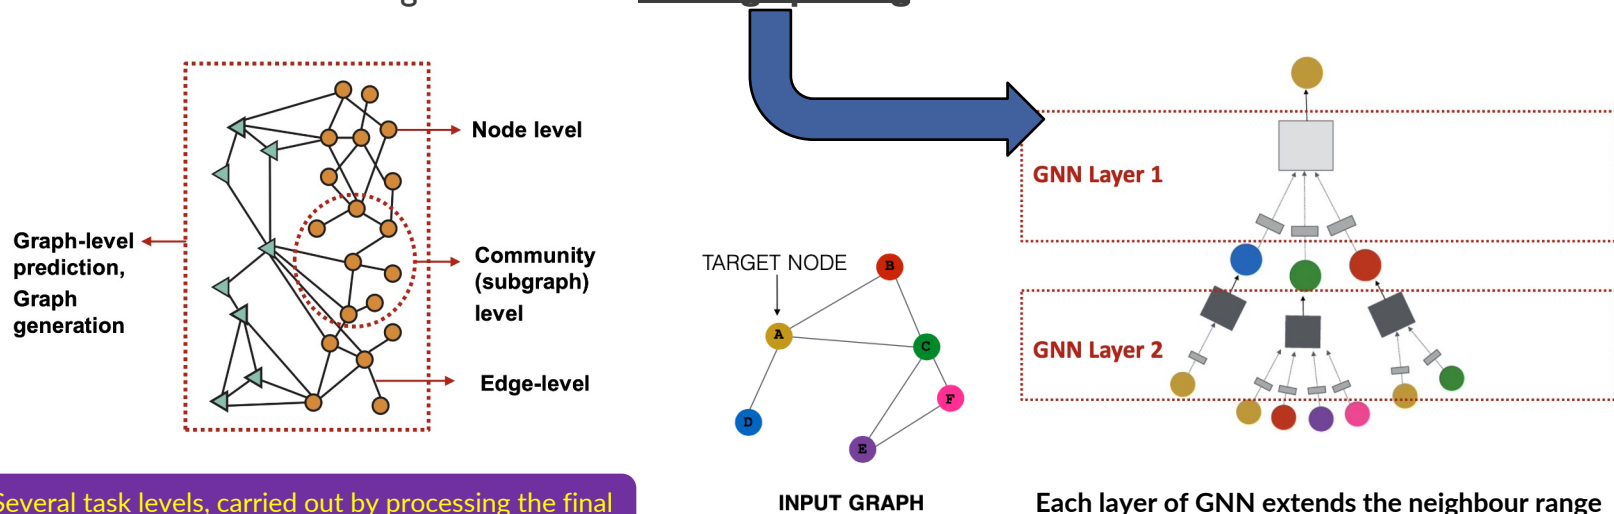 Node level
Graph-level
prediction,
Graph
generation
Community
(subgraph)
level
Edge-level
Several task levels, carried out by processing the final
TARGET NODE
B
A
C
F
D
E
INPUT GRAPH
GNN Layer 1
GNN Layer 2
Each layer of GNN extends the neighbour range